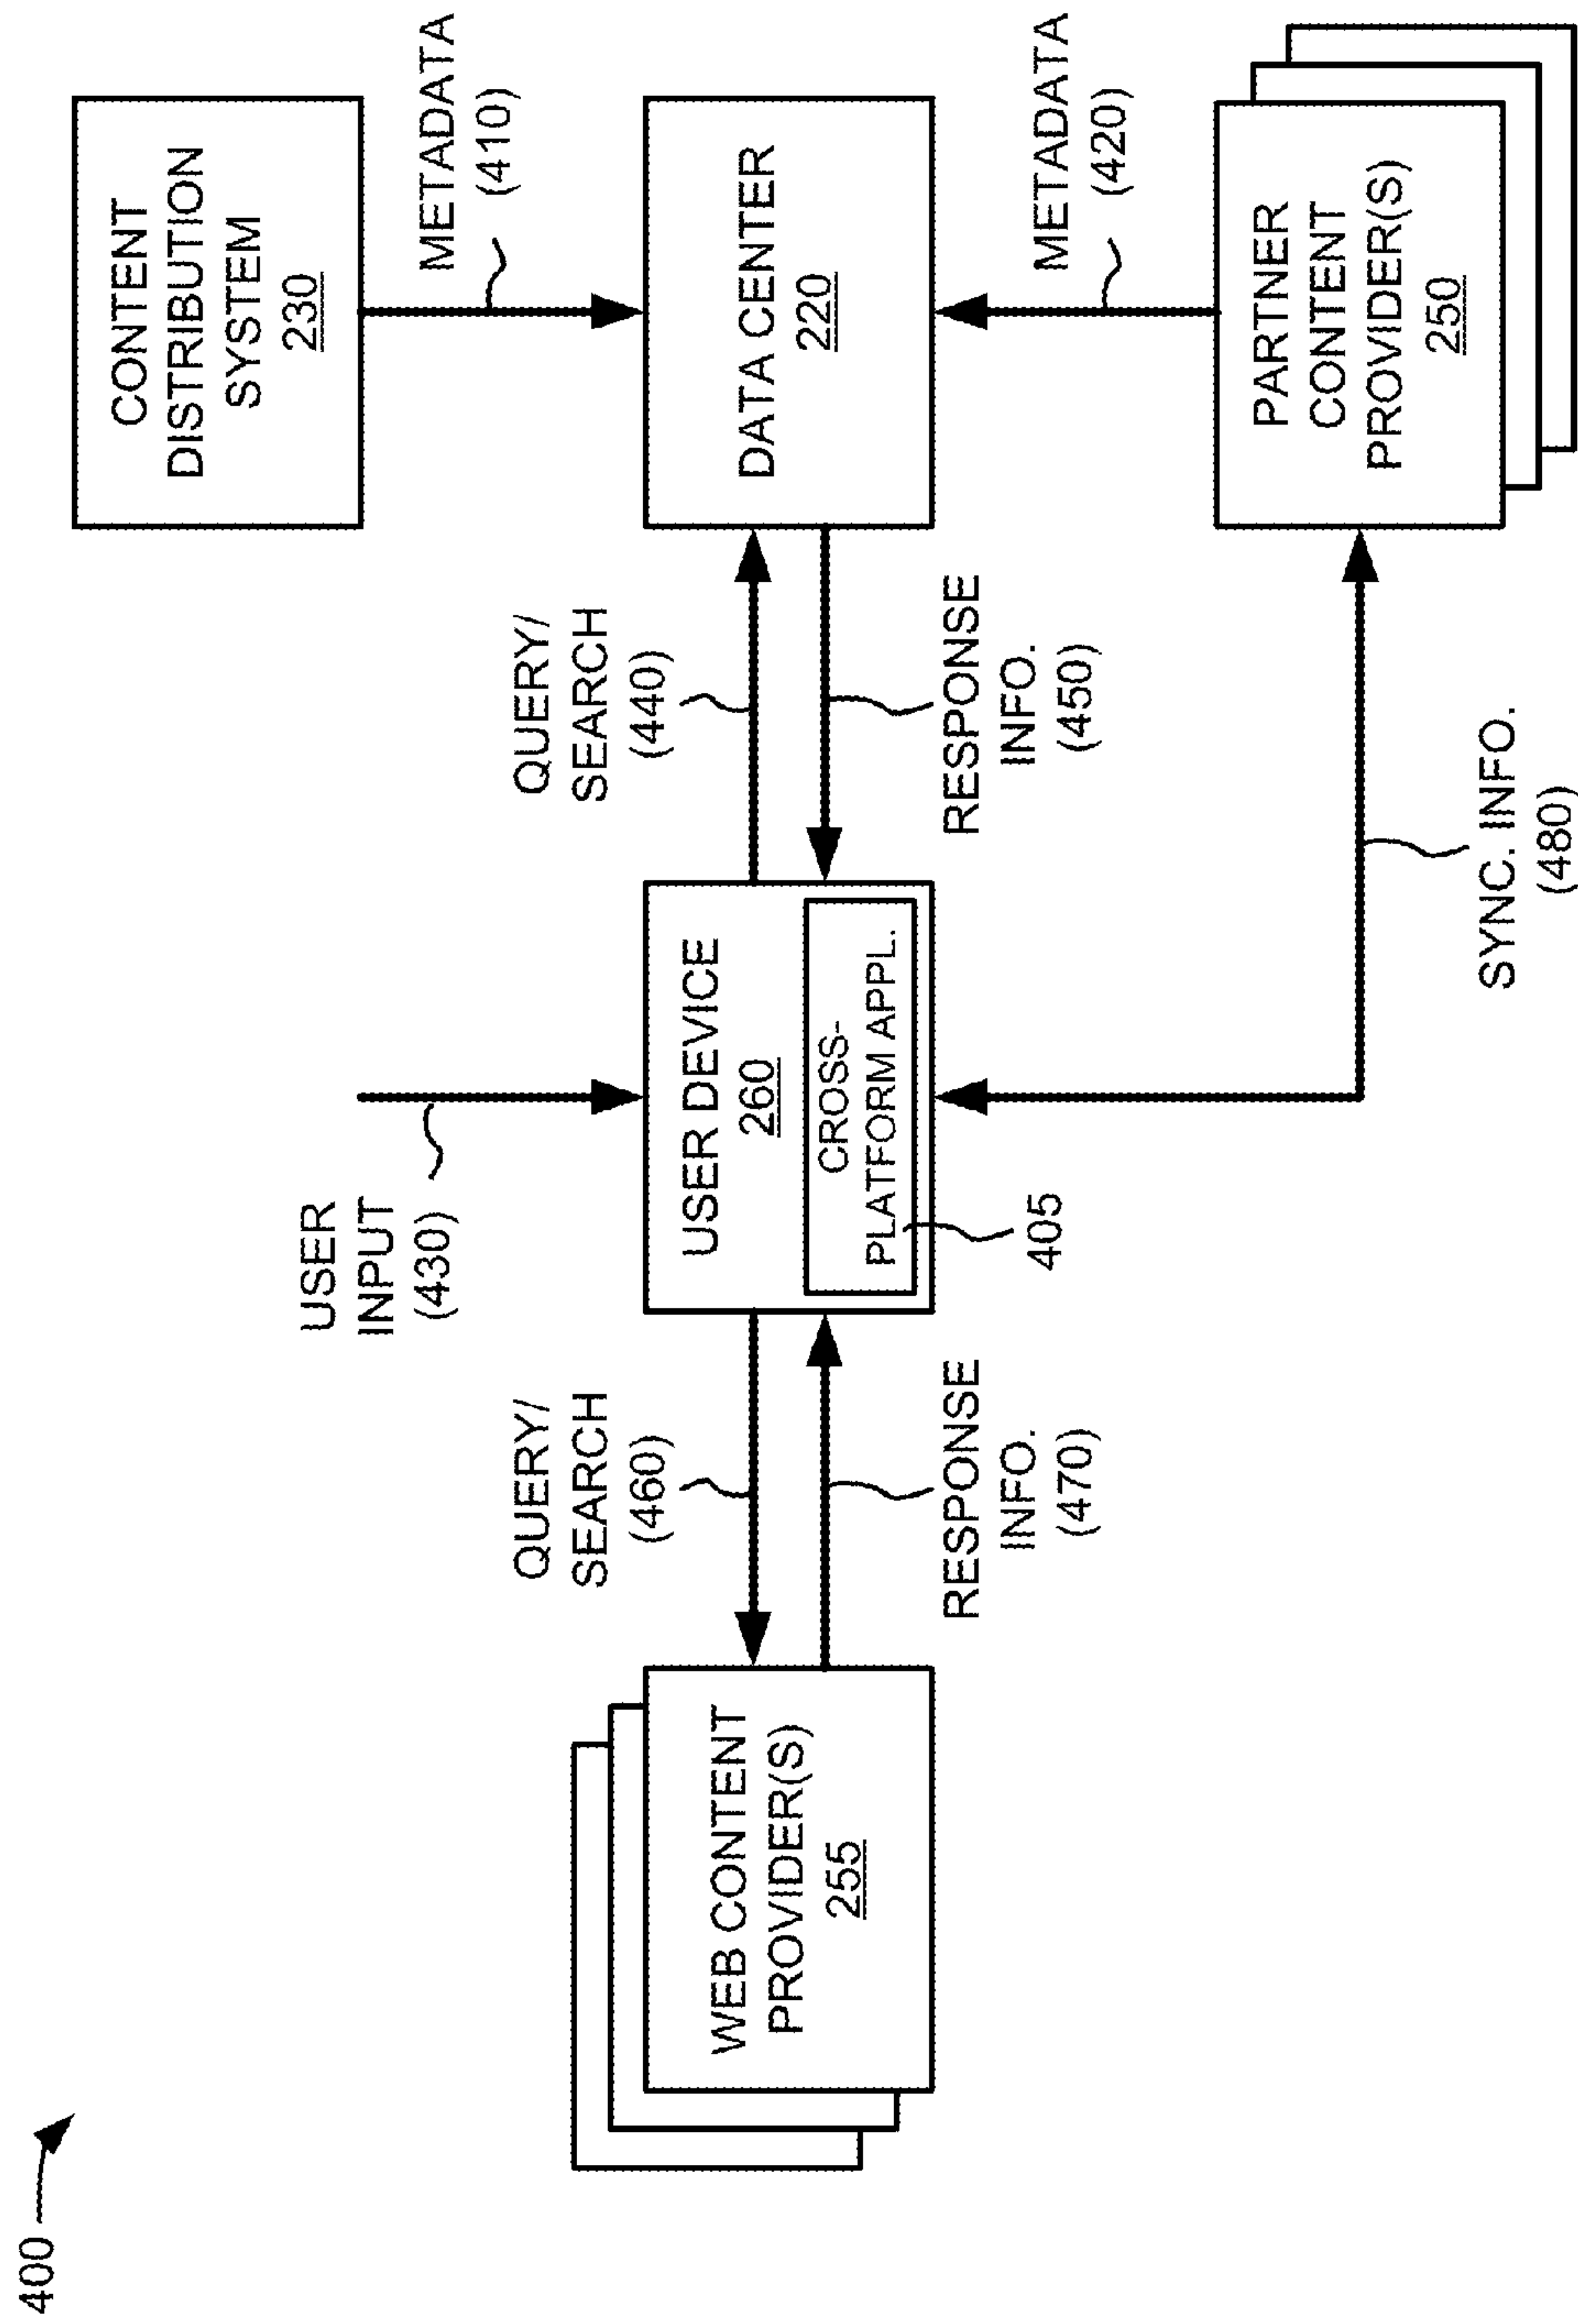 400
WEB CONTENT
PROVIDER(S)
255
QUERY/
SEARCH
(460)
RESPONSE
INFO.
(470)
USER
INPUT
(430)
USER DEVICE
260
CROSS-
PLATFORM APPL.
405
QUERY/
SEARCH
(440)
RESPONSE
INFO.
(450)
SYNC. INFO.
(480)
CONTENT
DISTRIBUTION
SYSTEM
230
METADATA
(410)
DATA CENTER
220
METADATA
(420)
PARTNER
CONTENT
PROVIDER(S)
250